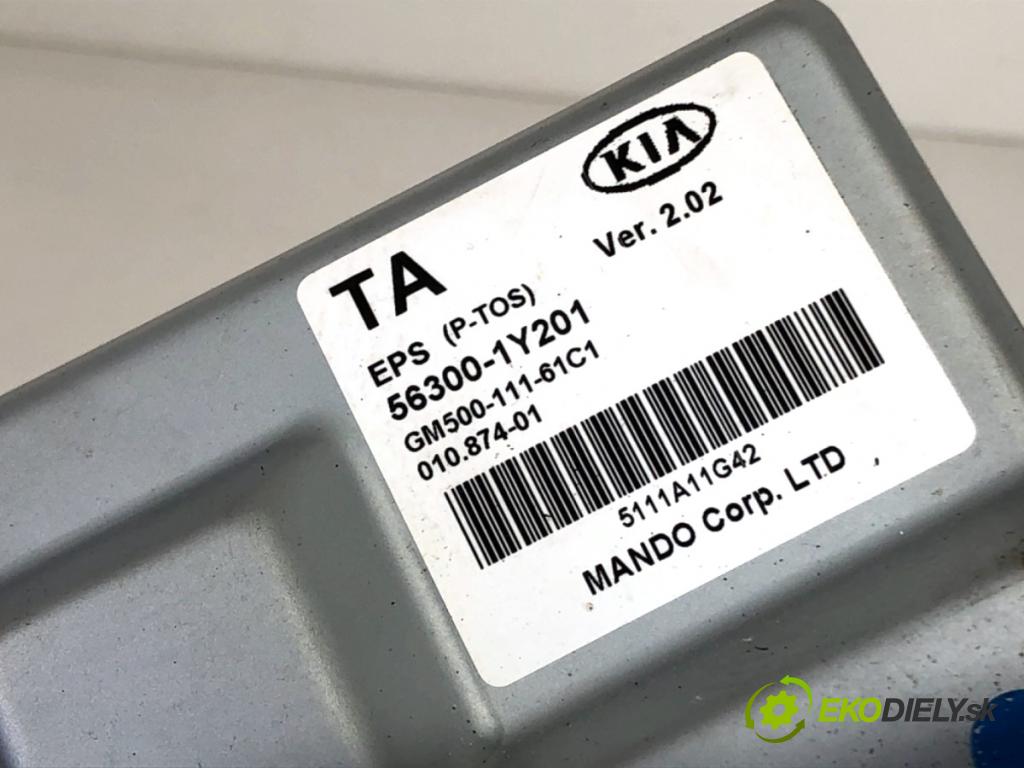 KIA
TA
Ver. 2.02
EPS (P-TOS)
56300-1Y201
GM500-111-61C1
010.874-01
5111A11G42
MANDO Corp. LTD
EKODIELY.sk